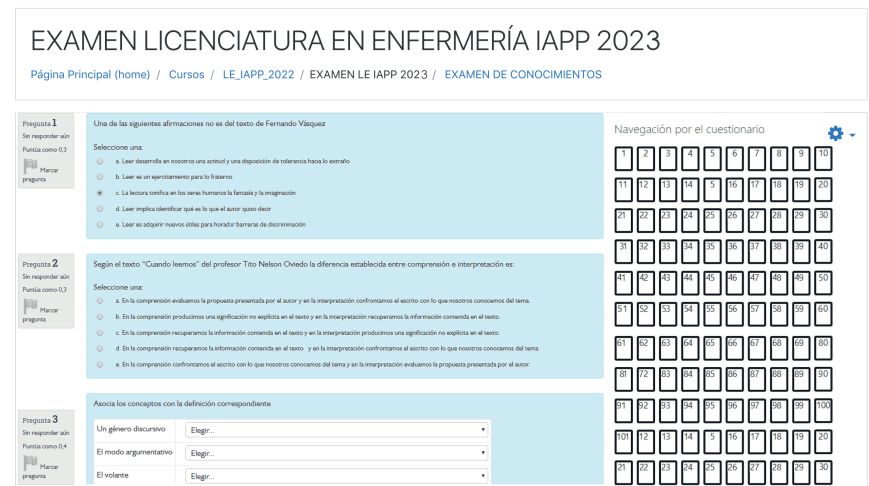 EXAMEN LICENCIATURA EN ENFERMERÍA IAPP 2023
Página Principal (home) / Cursos / LE_IAPP_2022 / EXAMEN LE IAPP 2023 / EXAMEN DE CONOCIMIENTOS
Pregunta 1
Sin responder aún
Puntúa como 0,3
Marcar
pregunta
Una de las siguientes afirmaciones no es del texto de Fernando Vásquez
Seleccione una:
a. Leer desarrolla en nosotros una actitud y una disposición de tolerancia hacia lo extraño
b. Leer es un ejercitamiento para lo fraterno
c. La lectura tonifica en los seres humanos la fantasía y la imaginación
d. Leer implica identificar qué es lo que el autor quiso decir
e. Leer es adquirir nuevos útiles para horadar barreras de discriminación
Pregunta 2
Sin responder aún
Puntúa como 0,3
Marcar
pregunta
Según el texto "Cuando leemos" del profesor Tito Nelson Oviedo la diferencia establecida entre comprensión e interpretación es:
Seleccione una:
a. En la comprensión evaluamos la propuesta presentada por el autor y en la interpretación confrontamos el escrito con lo que nosotros conocemos del tema.
b. En la comprensión producimos una significación no explícita en el texto y en la interpretación recuperamos la información contenida en el texto.
c. En la comprensión recuperamos la información contenida en el texto y en la interpretación producimos una significación no explícita en el texto.
d. En la comprensión recuperamos la información contenida en el texto y en la interpretación confrontamos el escrito con lo que nosotros conocemos del tema.
e. En la comprensión confrontamos el escrito con lo que nosotros conocemos del tema y en la interpretación evaluamos la propuesta presentada por el autor.
Pregunta 3
Sin responder aún
Puntúa como 0,4
Marcar
pregunta
Asocia los conceptos con la definición correspondiente
Un género discursivo Elegir...
El modo argumentativo Elegir...
El volante Elegir...
Navegación por el cuestionario
1 2 3 4 5 6 7 8 9 10
11 12 13 14 5 16 17 18 19 20
21 22 23 24 25 26 27 28 29 30
31 32 33 34 35 36 37 38 39 40
41 42 43 44 45 46 47 48 49 50
51 52 53 54 55 56 57 58 59 60
61 62 63 64 65 66 67 68 69 80
81 72 83 84 85 86 87 88 89 90
91 92 93 94 95 96 97 98 99 100
101 12 13 14 5 16 17 18 19 20
21 22 23 24 25 26 27 28 29 30